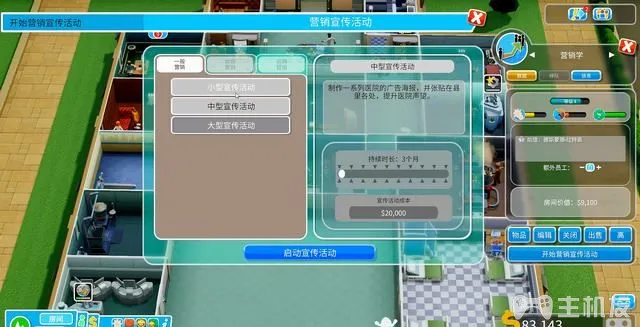 开始营销宣传活动
营销宣传活动
一般
营销
小型宣传活动
中型宣传活动
大型宣传活动
中型宣传活动
制作一系列医院的广告海报，并张贴在县
里各处，提升医院声望。
持续时长：3个月
宣传活动成本
$20,000
启动宣传活动
营销学
额外员工：
房间价值：$9,100
物品
编辑
关闭
出售
高
开始营销宣传活动
房间
83,143
主机友